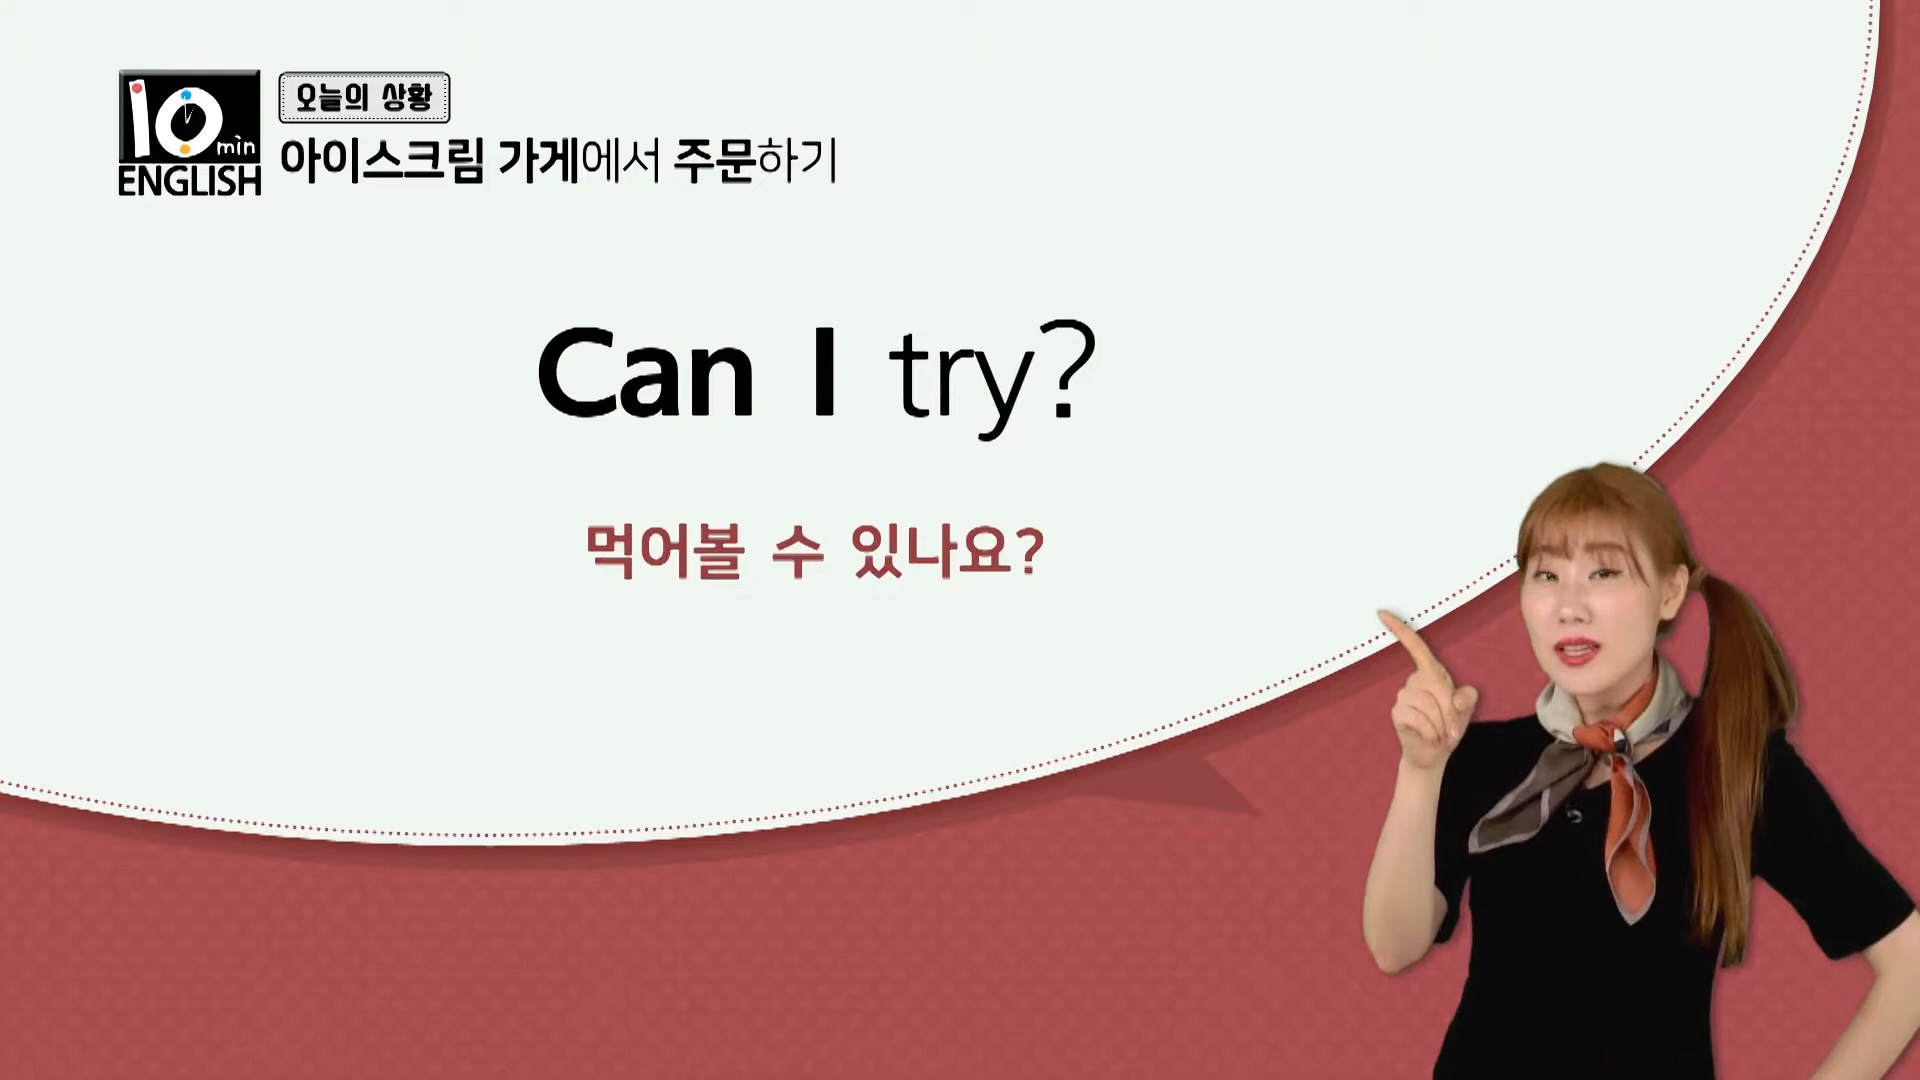 10 min
ENGLISH
오늘의 상황
아이스크림 가게에서 주문하기
Can I try?
먹어볼 수 있나요?